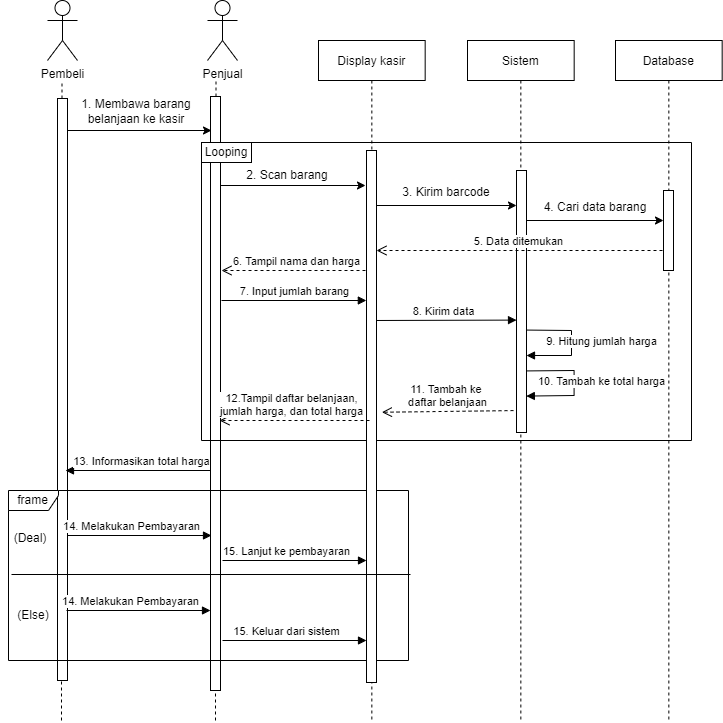 Pembeli
Penjual
Display kasir
Sistem
Database
1. Membawa barang
belanjaan ke kasir
Looping
2. Scan barang
3. Kirim barcode
4. Cari data barang
5. Data ditemukan
6. Tampil nama dan harga
7. Input jumlah barang
8. Kirim data
9. Hitung jumlah harga
10. Tambah ke total harga
11. Tambah ke
daftar belanjaan
12.Tampil daftar belanjaan,
jumlah harga, dan total harga
13. Informasikan total harga
frame
(Deal)
14. Melakukan Pembayaran
15. Lanjut ke pembayaran
(Else)
14. Melakukan Pembayaran
15. Keluar dari sistem